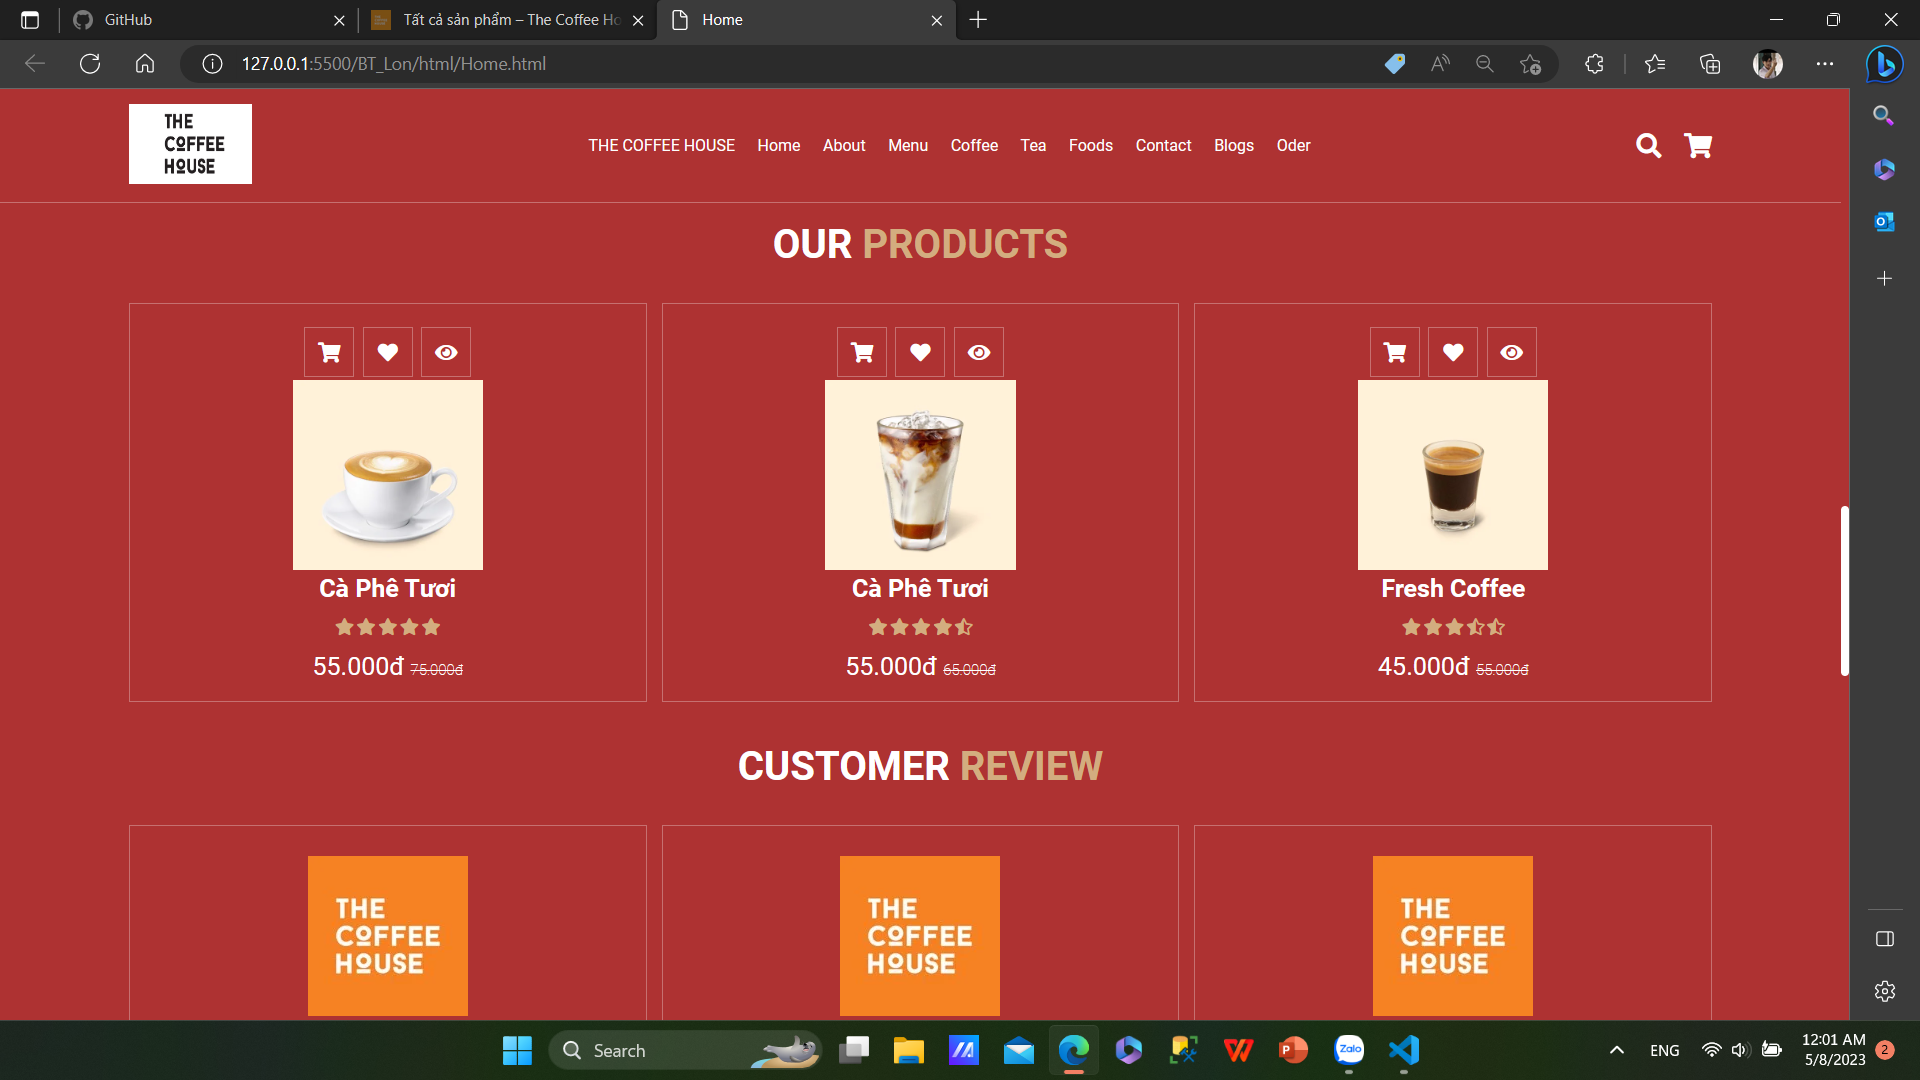 GitHub
Tất cả sản phẩm – The Coffee Ho
Home
127.0.0.1:5500/BT_Lon/html/Home.html
THE
COFFEE
HOUSE
THE COFFEE HOUSE Home About Menu Coffee Tea Foods Contact Blogs Oder
OUR PRODUCTS
Cà Phê Tươi
55.000đ 75.000đ
Cà Phê Tươi
55.000đ 65.000đ
Fresh Coffee
45.000đ 55.000đ
CUSTOMER REVIEW
THE
COFFEE
HOUSE
THE
COFFEE
HOUSE
THE
COFFEE
HOUSE
Search
Zalo
ENG
12:01 AM
5/8/2023
2